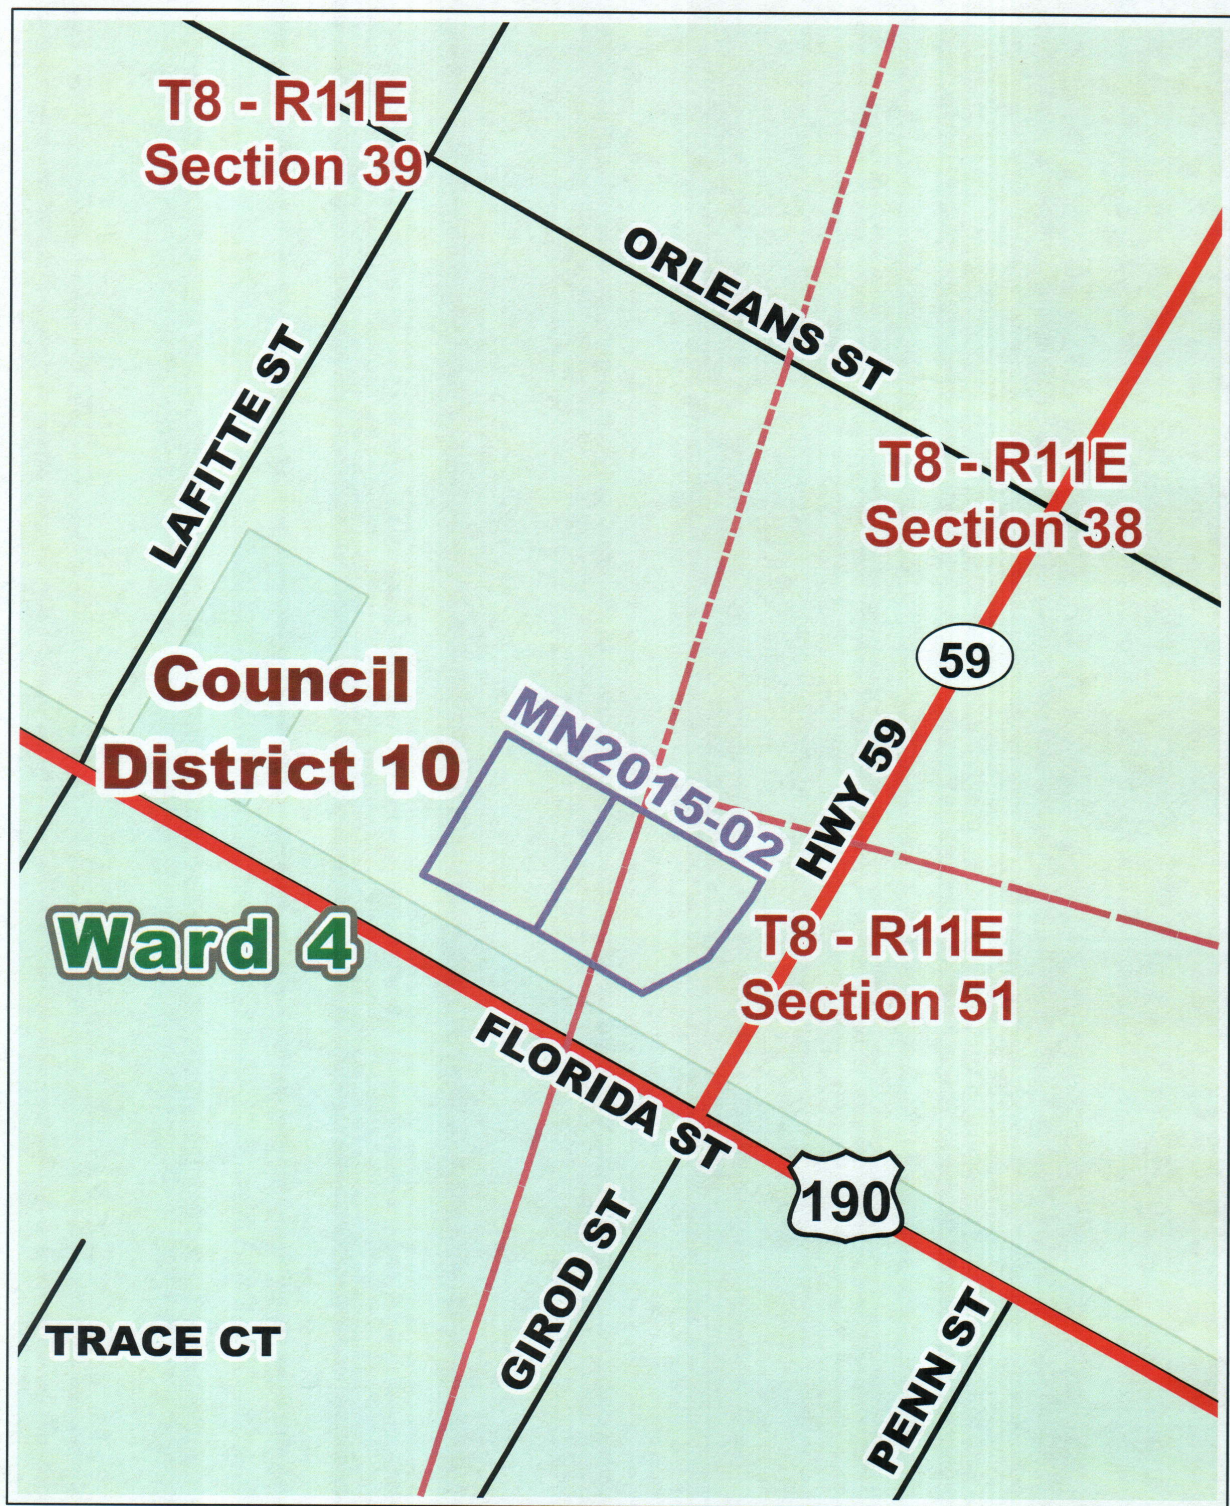 T8 - R11E
Section 39
ORLEANS ST
LAFITTE ST
T8 - R11E
Section 38
59
Council
District 10
MN2015-02
HWY 59
Ward 4
T8 - R11E
Section 51
FLORIDA ST
190
GIROD ST
PENN ST
TRACE CT